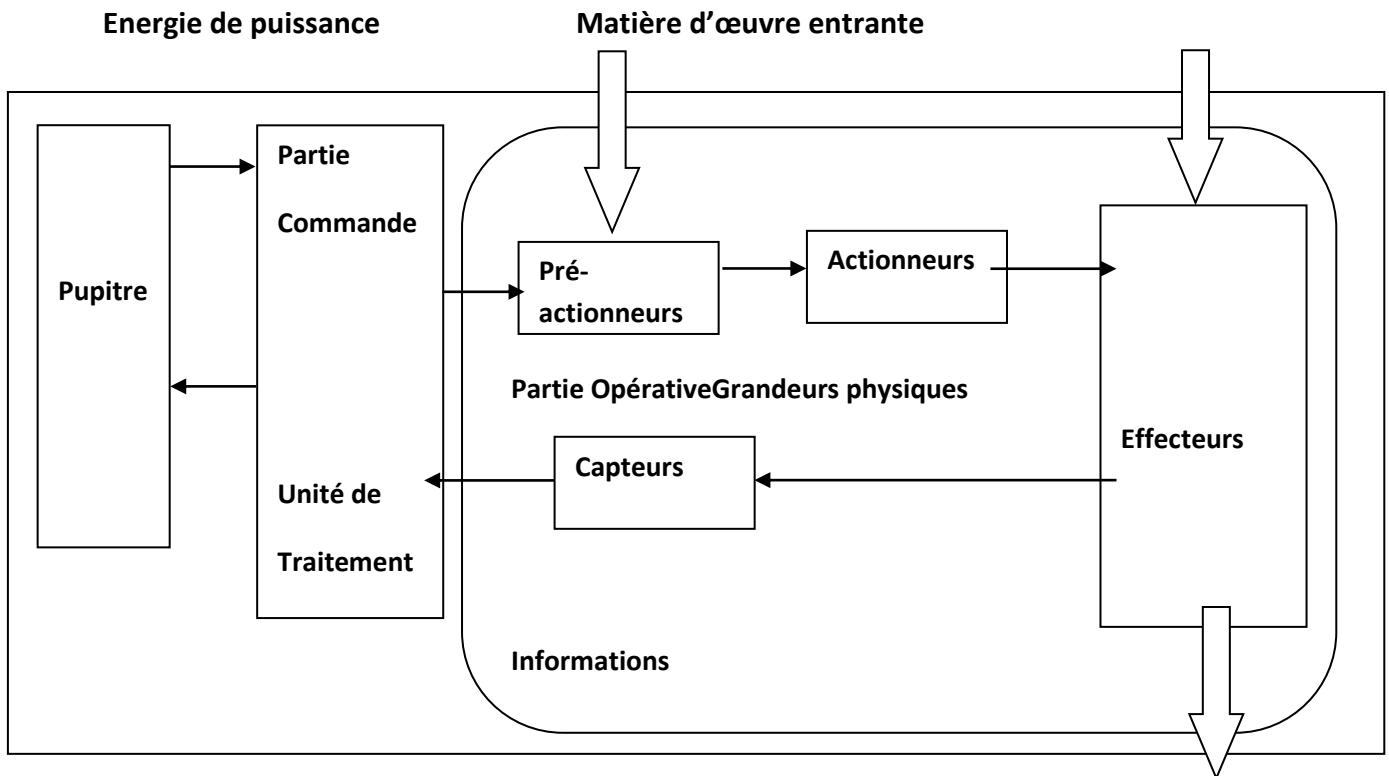 Energie de puissance Matière d'œuvre entrante
Pupitre
Partie
Commande
Unité de
Traitement
Pré-
actionneurs
Actionneurs
Partie OpérativeGrandeurs physiques
Capteurs
Effecteurs
Informations